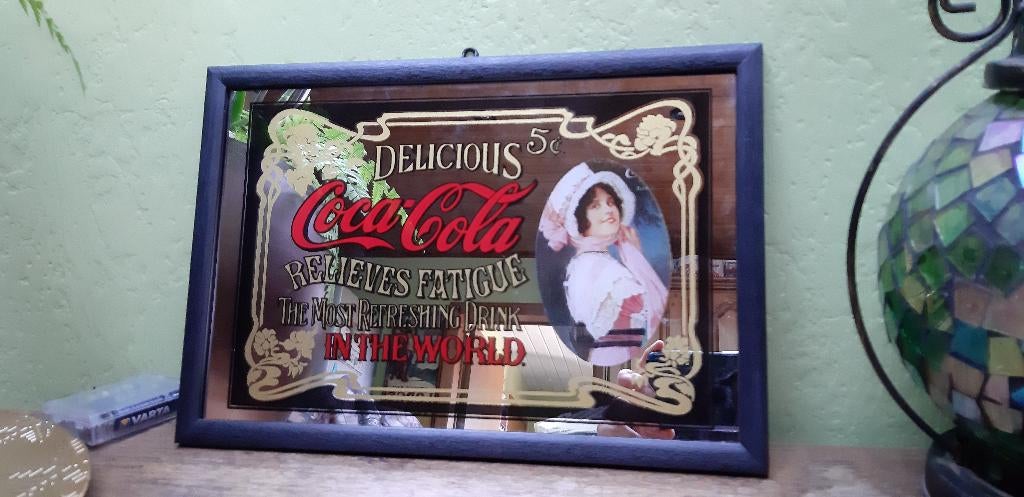 DELICIOUS 5¢
Coca-Cola
RELIEVES FATIGUE
THE MOST REFRESHING DRINK
IN THE WORLD.
VARTA